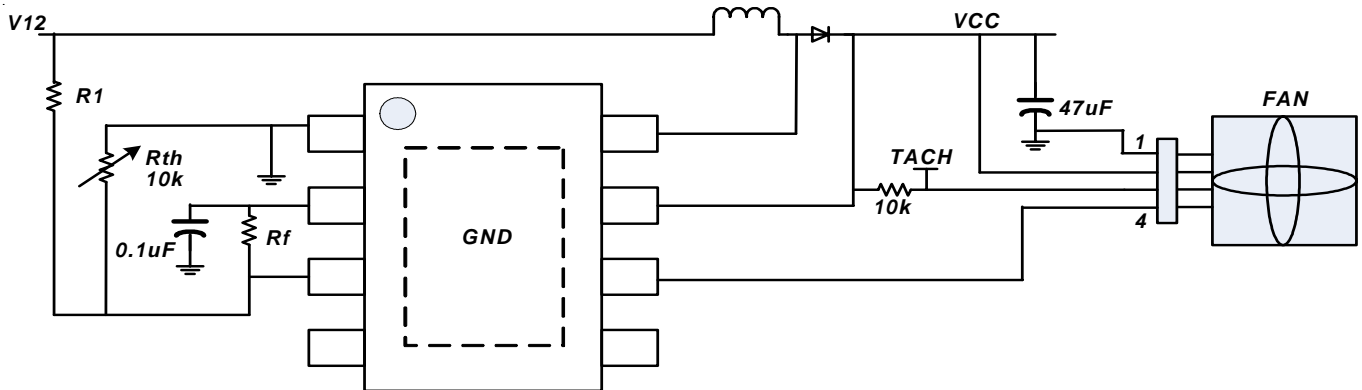 V12
VCC
R1
47uF
FAN
Rth
10k
TACH
1
10k
0.1uF
Rf
GND
4